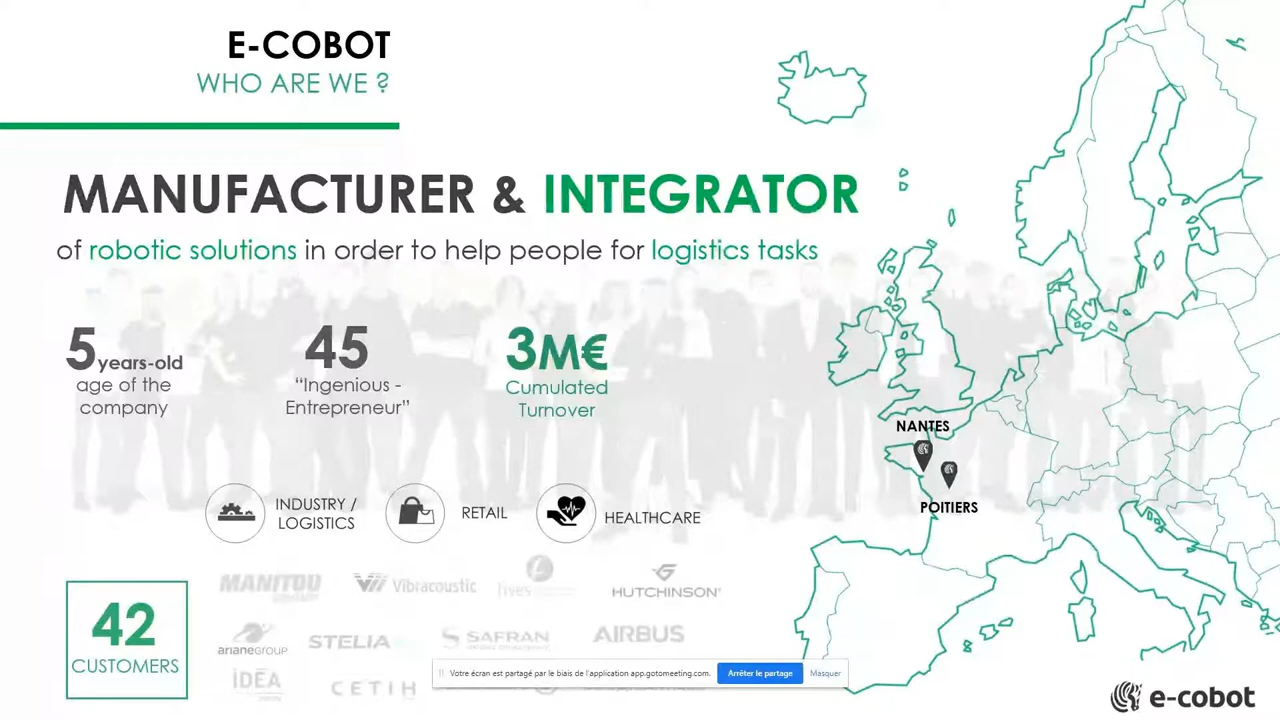 E-COBOT
WHO ARE WE ?
MANUFACTURER & INTEGRATOR
of robotic solutions in order to help people for logistics tasks
5 years-old
age of the
company
45
“Ingenious -
Entrepreneur”
3M€
Cumulated
Turnover
NANTES
POITIERS
INDUSTRY /
LOGISTICS
RETAIL
HEALTHCARE
42
CUSTOMERS
MANITOU
Vibracoustic
fives
HUTCHINSON
arianeGROUP
STELIA
SAFRAN
AIRBUS
iDEA
CETIH
Votre écran est partagé par le biais de l'application app.gotomeeting.com.
Arrêter le partage
Masquer
e-cobot